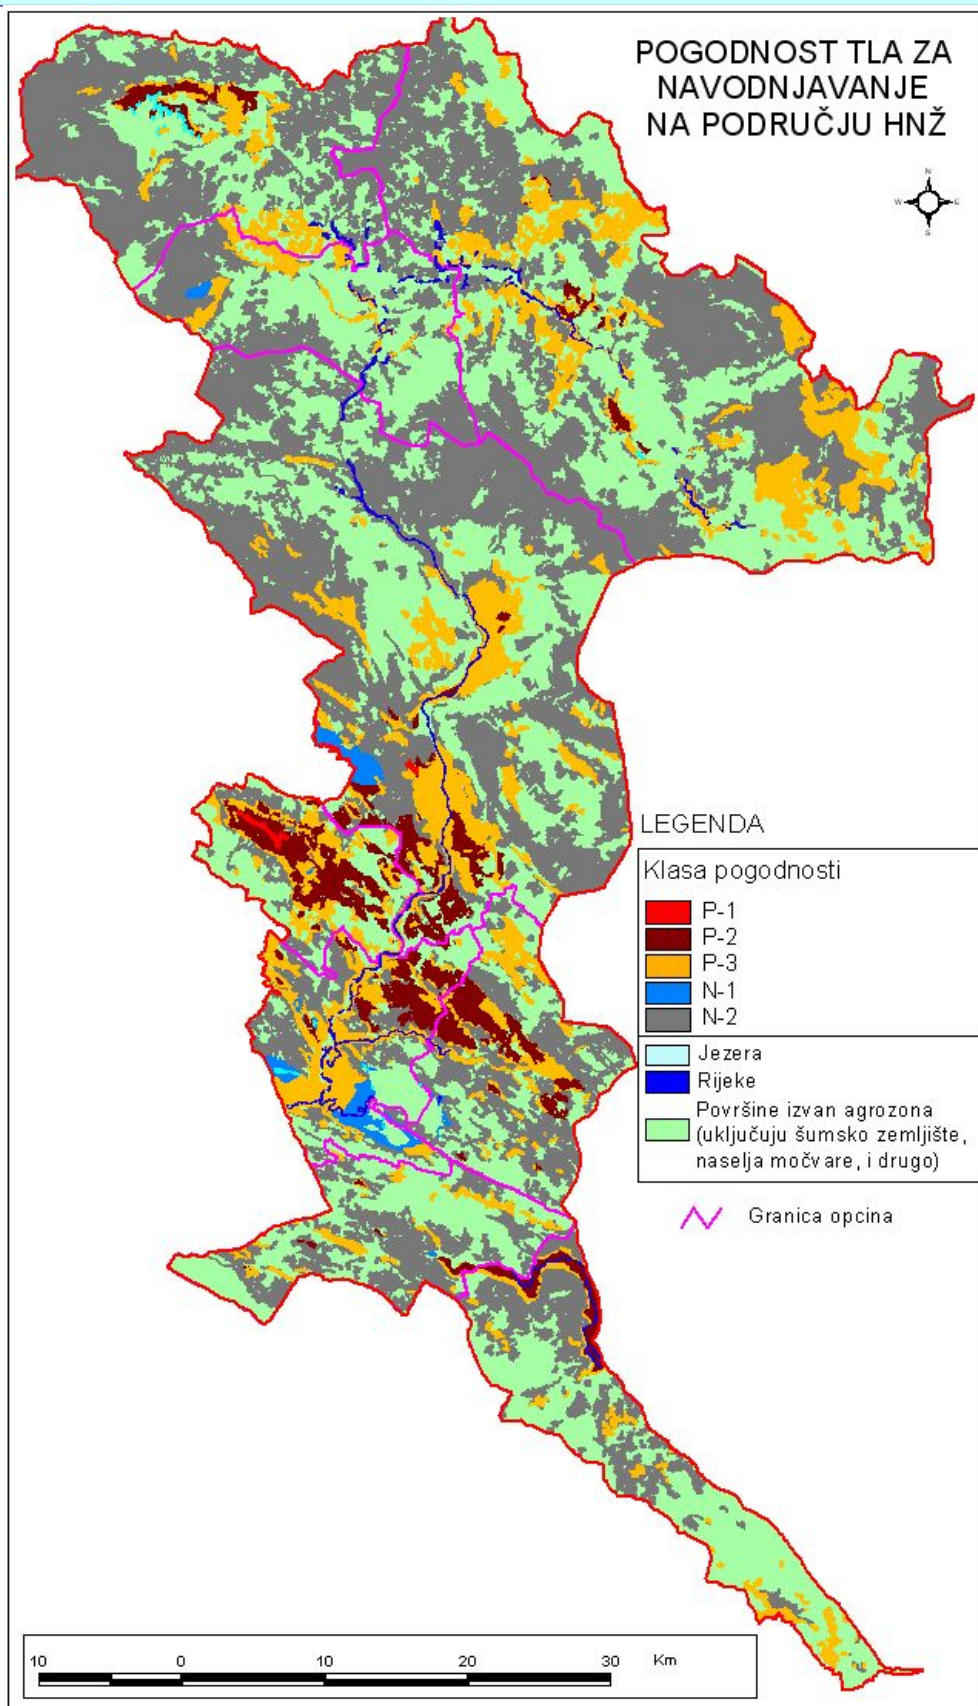 POGODNOST TLA ZA
NAVODNJAVANJE
NA PODRUČJU HNŽ
N
W
E
S
LEGENDA
Klasa pogodnosti
P-1
P-2
P-3
N-1
N-2
Jezera
Rijeke
Površine izvan agrozona
(uključuju šumsko zemljište,
naselja močvare, i drugo)
Granica opcina
10 0 10 20 30 Km